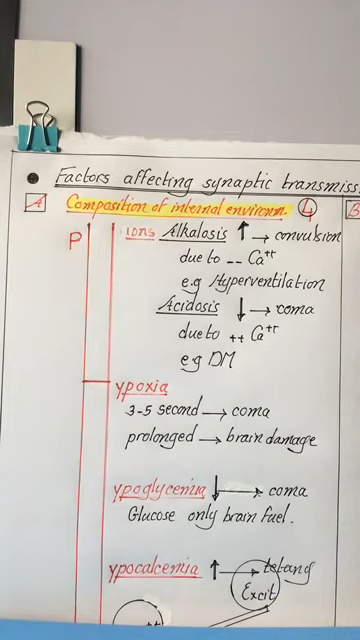 Factors affecting synaptic transmiss
A Composition of internal environm. 4 B
P ions Alkalosis ↑ → convulsion
due to -- Ca++
e.g Hyperventilation
Acidosis ↓ → coma
due to ++ Ca++
e.g DM
ypoxia
3-5 second → coma
prolonged → brain damage
ypoglycemia ↓ → coma
Glucose only brain fuel.
ypocalcemia ↑ → tetany
Excit